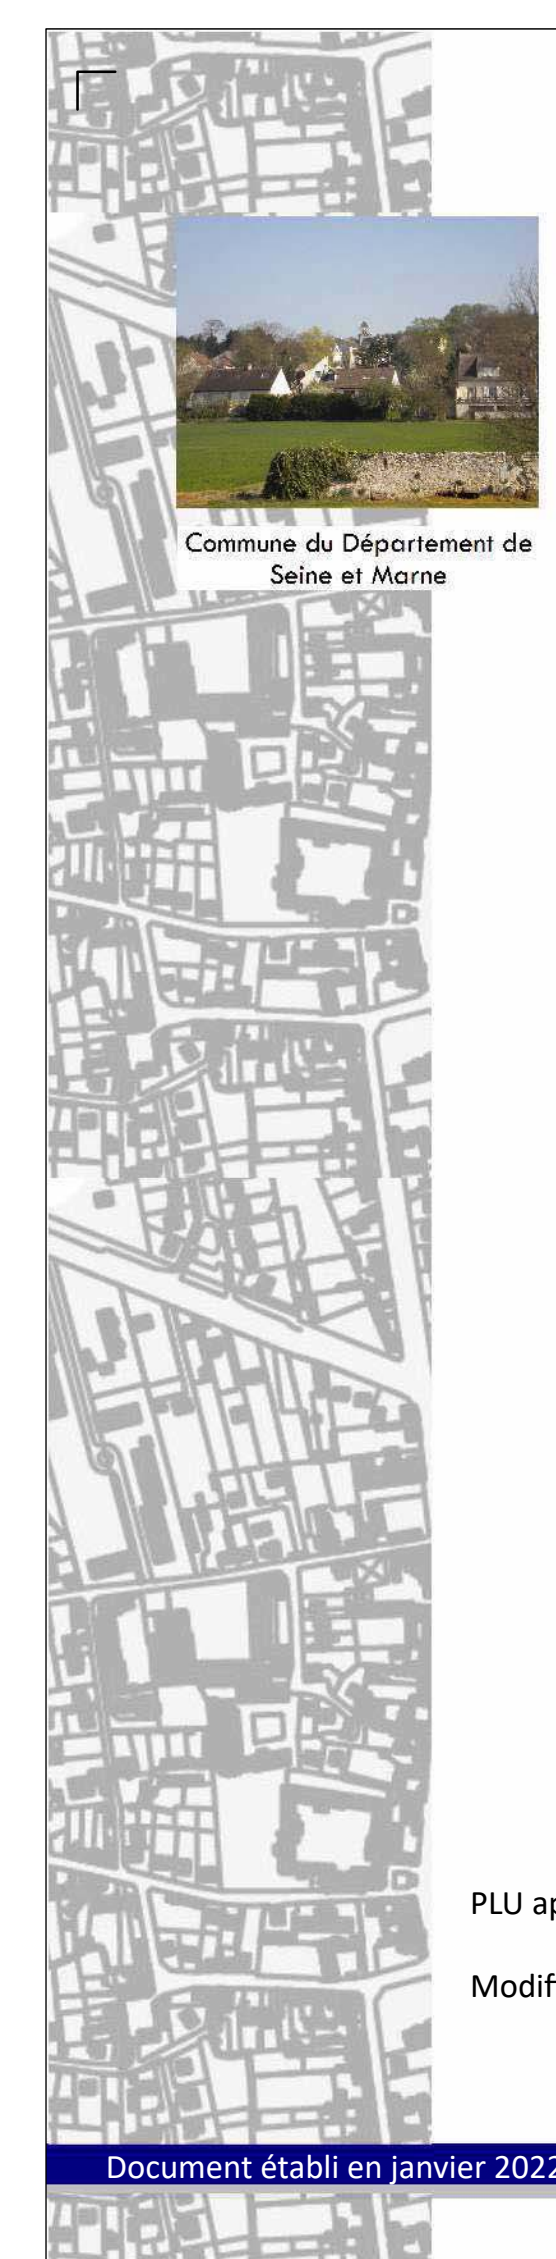 Commune du Département de
Seine et Marne
PLU ap
Modif
Document établi en janvier 2022